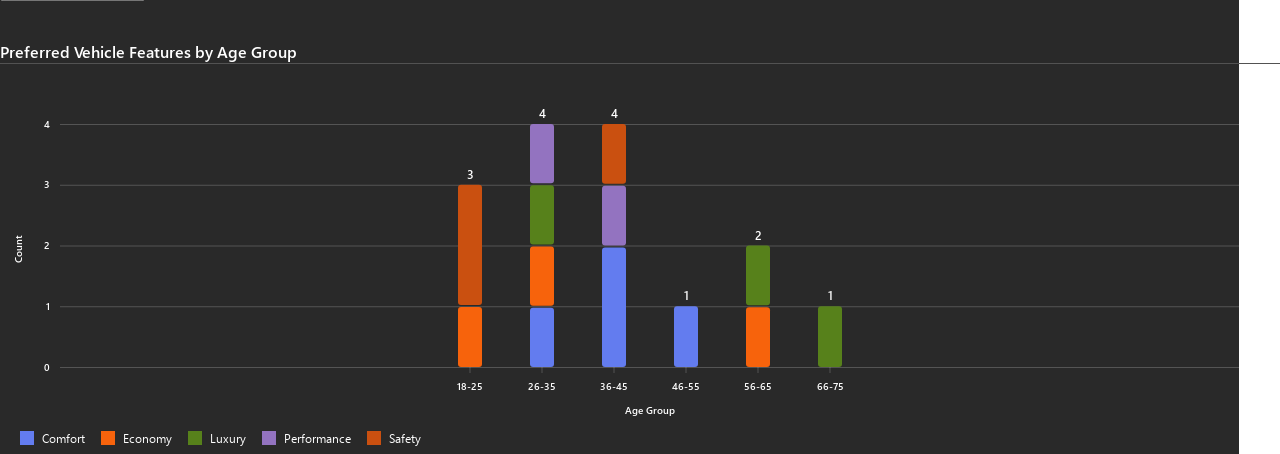 Preferred Vehicle Features by Age Group
4
4
4
3
3
2
2
Count
1
1
1
0
18-25
26-35
36-45
46-55
56-65
66-75
Age Group
Comfort
Economy
Luxury
Performance
Safety